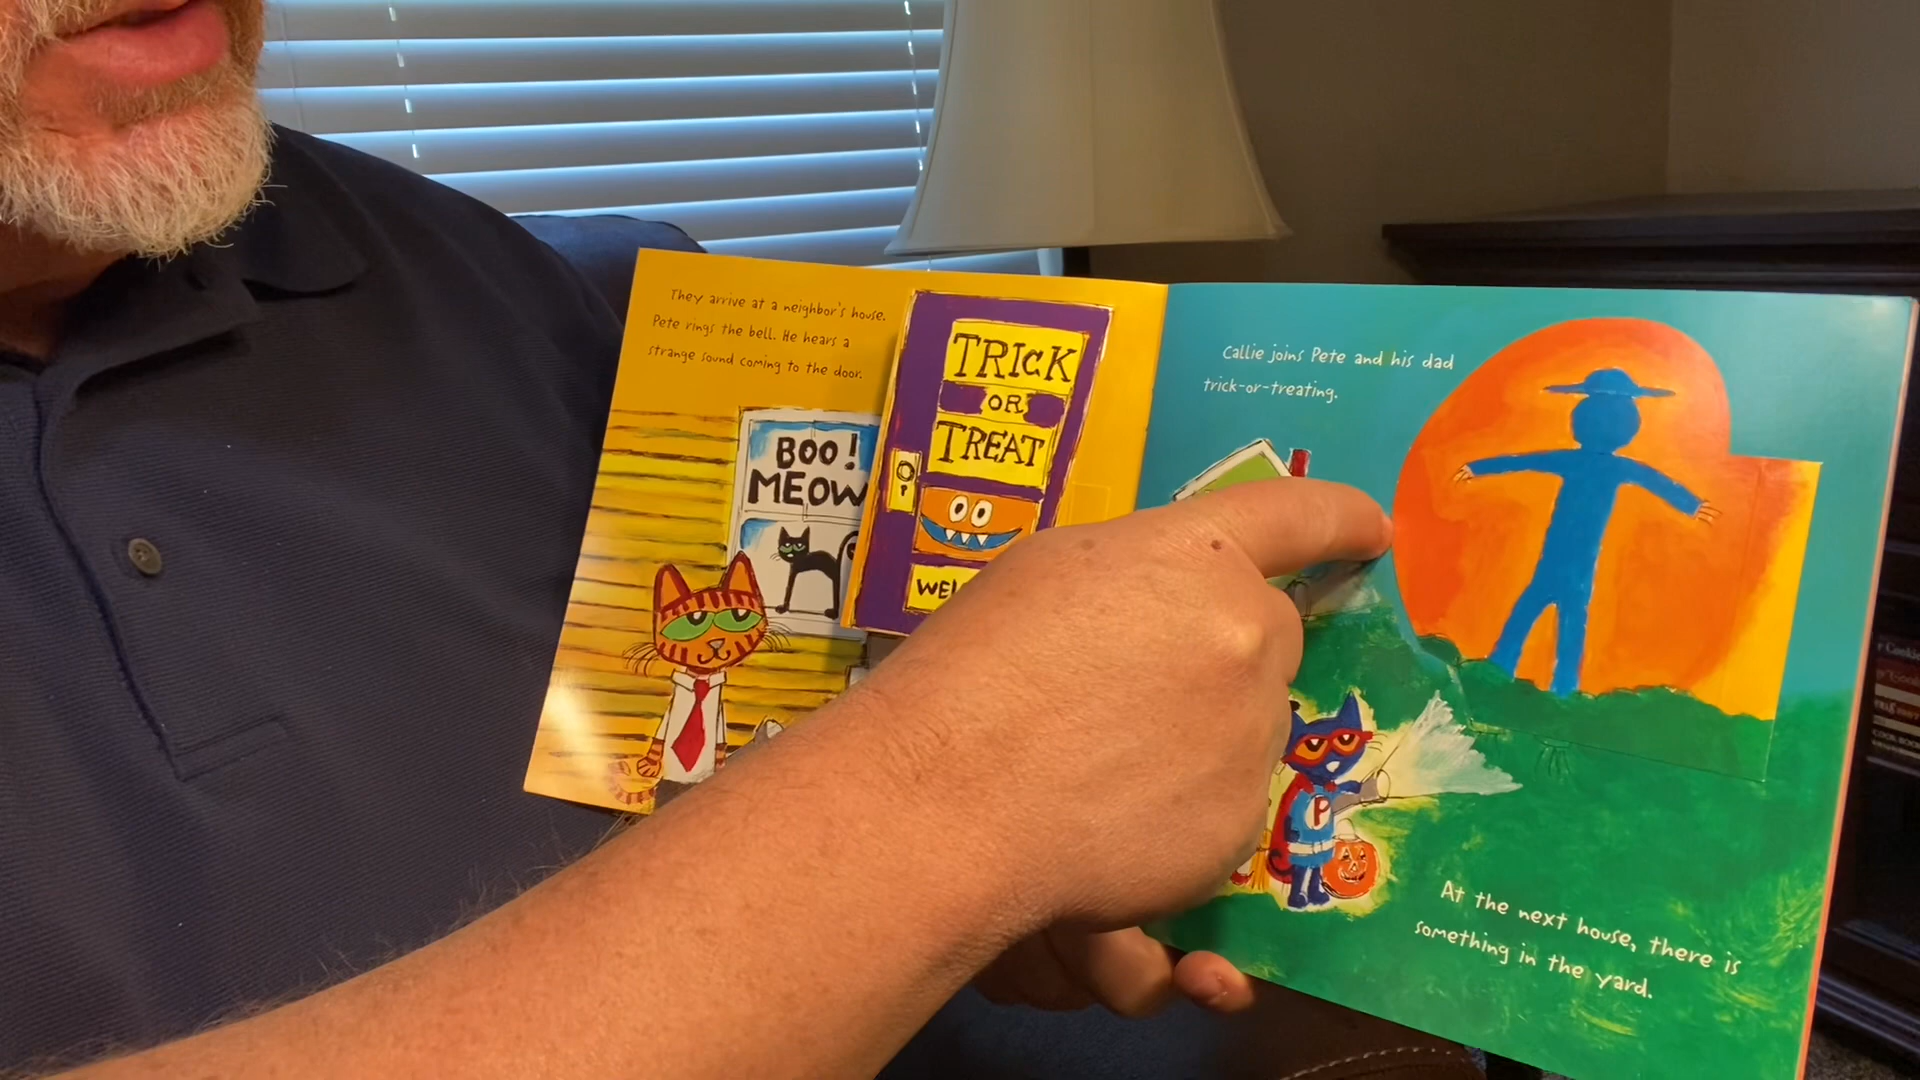 They arrive at a neighbor's house.
Pete rings the bell. He hears a
strange sound coming to the door.
BOO!
MEOW
TRICK
OR
TREAT
Callie joins Pete and his dad
trick-or-treating.
P
At the next house, there is
something in the yard.